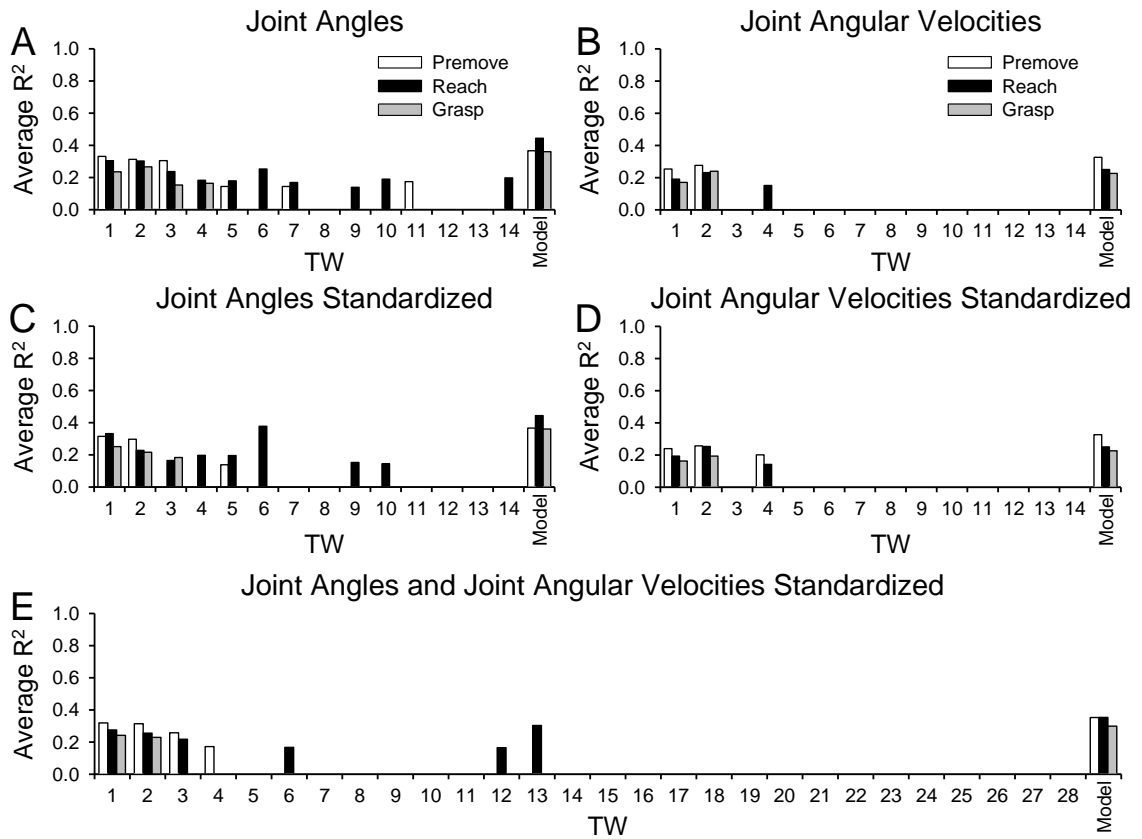 A
Joint Angles
1.0
0.8
0.6
0.4
0.2
0.0
Average R²
Premove
Reach
Grasp
1 2 3 4 5 6 7 8 9 10 11 12 13 14 Model
TW
B
Joint Angular Velocities
1.0
0.8
0.6
0.4
0.2
0.0
Average R²
Premove
Reach
Grasp
1 2 3 4 5 6 7 8 9 10 11 12 13 14 Model
TW
C
Joint Angles Standardized
1.0
0.8
0.6
0.4
0.2
0.0
Average R²
1 2 3 4 5 6 7 8 9 10 11 12 13 14 Model
TW
D
Joint Angular Velocities Standardized
1.0
0.8
0.6
0.4
0.2
0.0
Average R²
1 2 3 4 5 6 7 8 9 10 11 12 13 14 Model
TW
E
Joint Angles and Joint Angular Velocities Standardized
1.0
0.8
0.6
0.4
0.2
0.0
Average R²
1 2 3 4 5 6 7 8 9 10 11 12 13 14 15 16 17 18 19 20 21 22 23 24 25 26 27 28 Model
TW